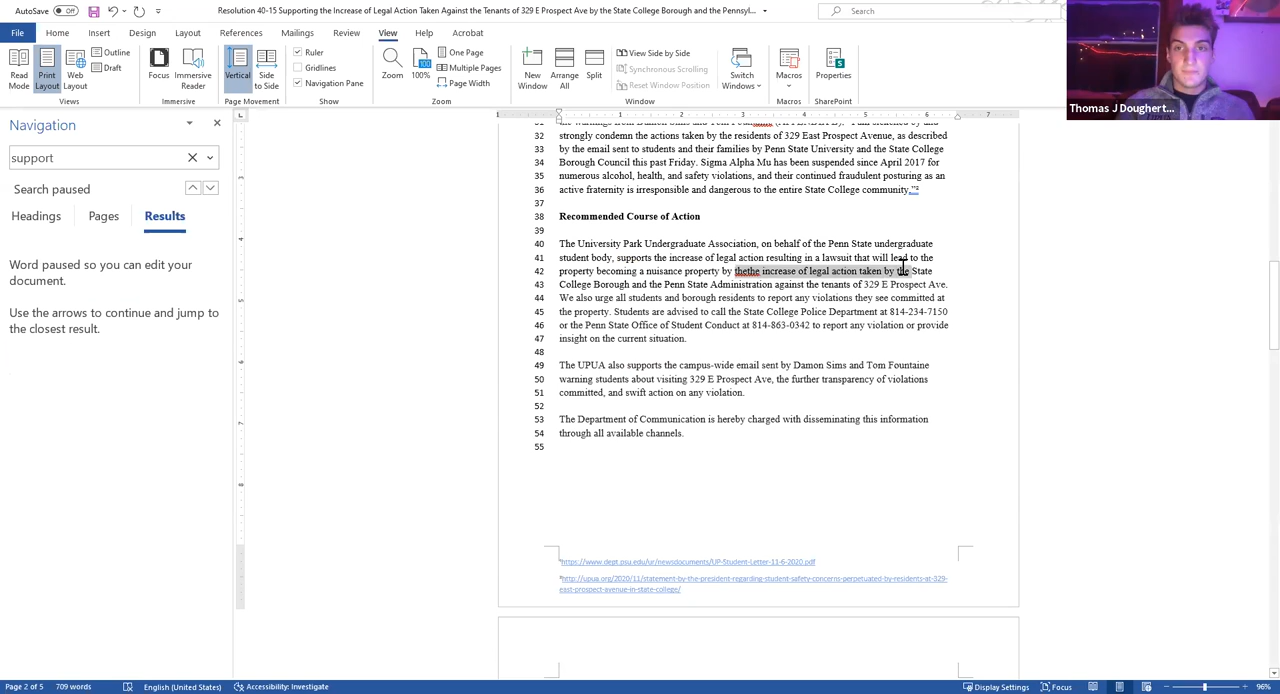 AutoSave Off
Resolution 40-15 Supporting the Increase of Legal Action Taken Against the Tenants of 329 E Prospect Ave by the State College Borough and the Pennsyl...
Search
File Home Insert Design Layout References Mailings Review View Help Acrobat
Read Mode
Print Layout
Web Layout
Outline
Draft
Views
Focus
Immersive Reader
Immersive
Vertical
Side to Side
Page Movement
Ruler
Gridlines
Navigation Pane
Show
Zoom
100%
One Page
Multiple Pages
Page Width
Zoom
New Window
Arrange All
Split
View Side by Side
Synchronous Scrolling
Reset Window Position
Switch Windows
Window
Macros
Macros
Properties
SharePoint
Thomas J Doughert...
Navigation
support
Search paused
Headings Pages Results
Word paused so you can edit your
document.
Use the arrows to continue and jump to
the closest result.
32 strongly condemn the actions taken by the residents of 329 East Prospect Avenue, as described
33 by the email sent to students and their families by Penn State University and the State College
34 Borough Council this past Friday. Sigma Alpha Mu has been suspended since April 2017 for
35 numerous alcohol, health, and safety violations, and their continued fraudulent posturing as an
36 active fraternity is irresponsible and dangerous to the entire State College community."²
37
38 Recommended Course of Action
39
40 The University Park Undergraduate Association, on behalf of the Penn State undergraduate
41 student body, supports the increase of legal action resulting in a lawsuit that will lead to the
42 property becoming a nuisance property by thethe increase of legal action taken by the State
43 College Borough and the Penn State Administration against the tenants of 329 E Prospect Ave.
44 We also urge all students and borough residents to report any violations they see committed at
45 the property. Students are advised to call the State College Police Department at 814-234-7150
46 or the Penn State Office of Student Conduct at 814-863-0342 to report any violation or provide
47 insight on the current situation.
48
49 The UPUA also supports the campus-wide email sent by Damon Sims and Tom Fountaine
50 warning students about visiting 329 E Prospect Ave, the further transparency of violations
51 committed, and swift action on any violation.
52
53 The Department of Communication is hereby charged with disseminating this information
54 through all available channels.
55
https://www.dept.psu.edu/ur/newsdocuments/UP-Student-Letter-11-6-2020.pdf
http://upua.org/2020/11/statement-by-the-president-regarding-student-safety-concerns-perpetuated-by-residents-at-329-
east-prospect-avenue-in-state-college/
Page 2 of 5 709 words English (United States) Accessibility: Investigate Display Settings Focus 96%